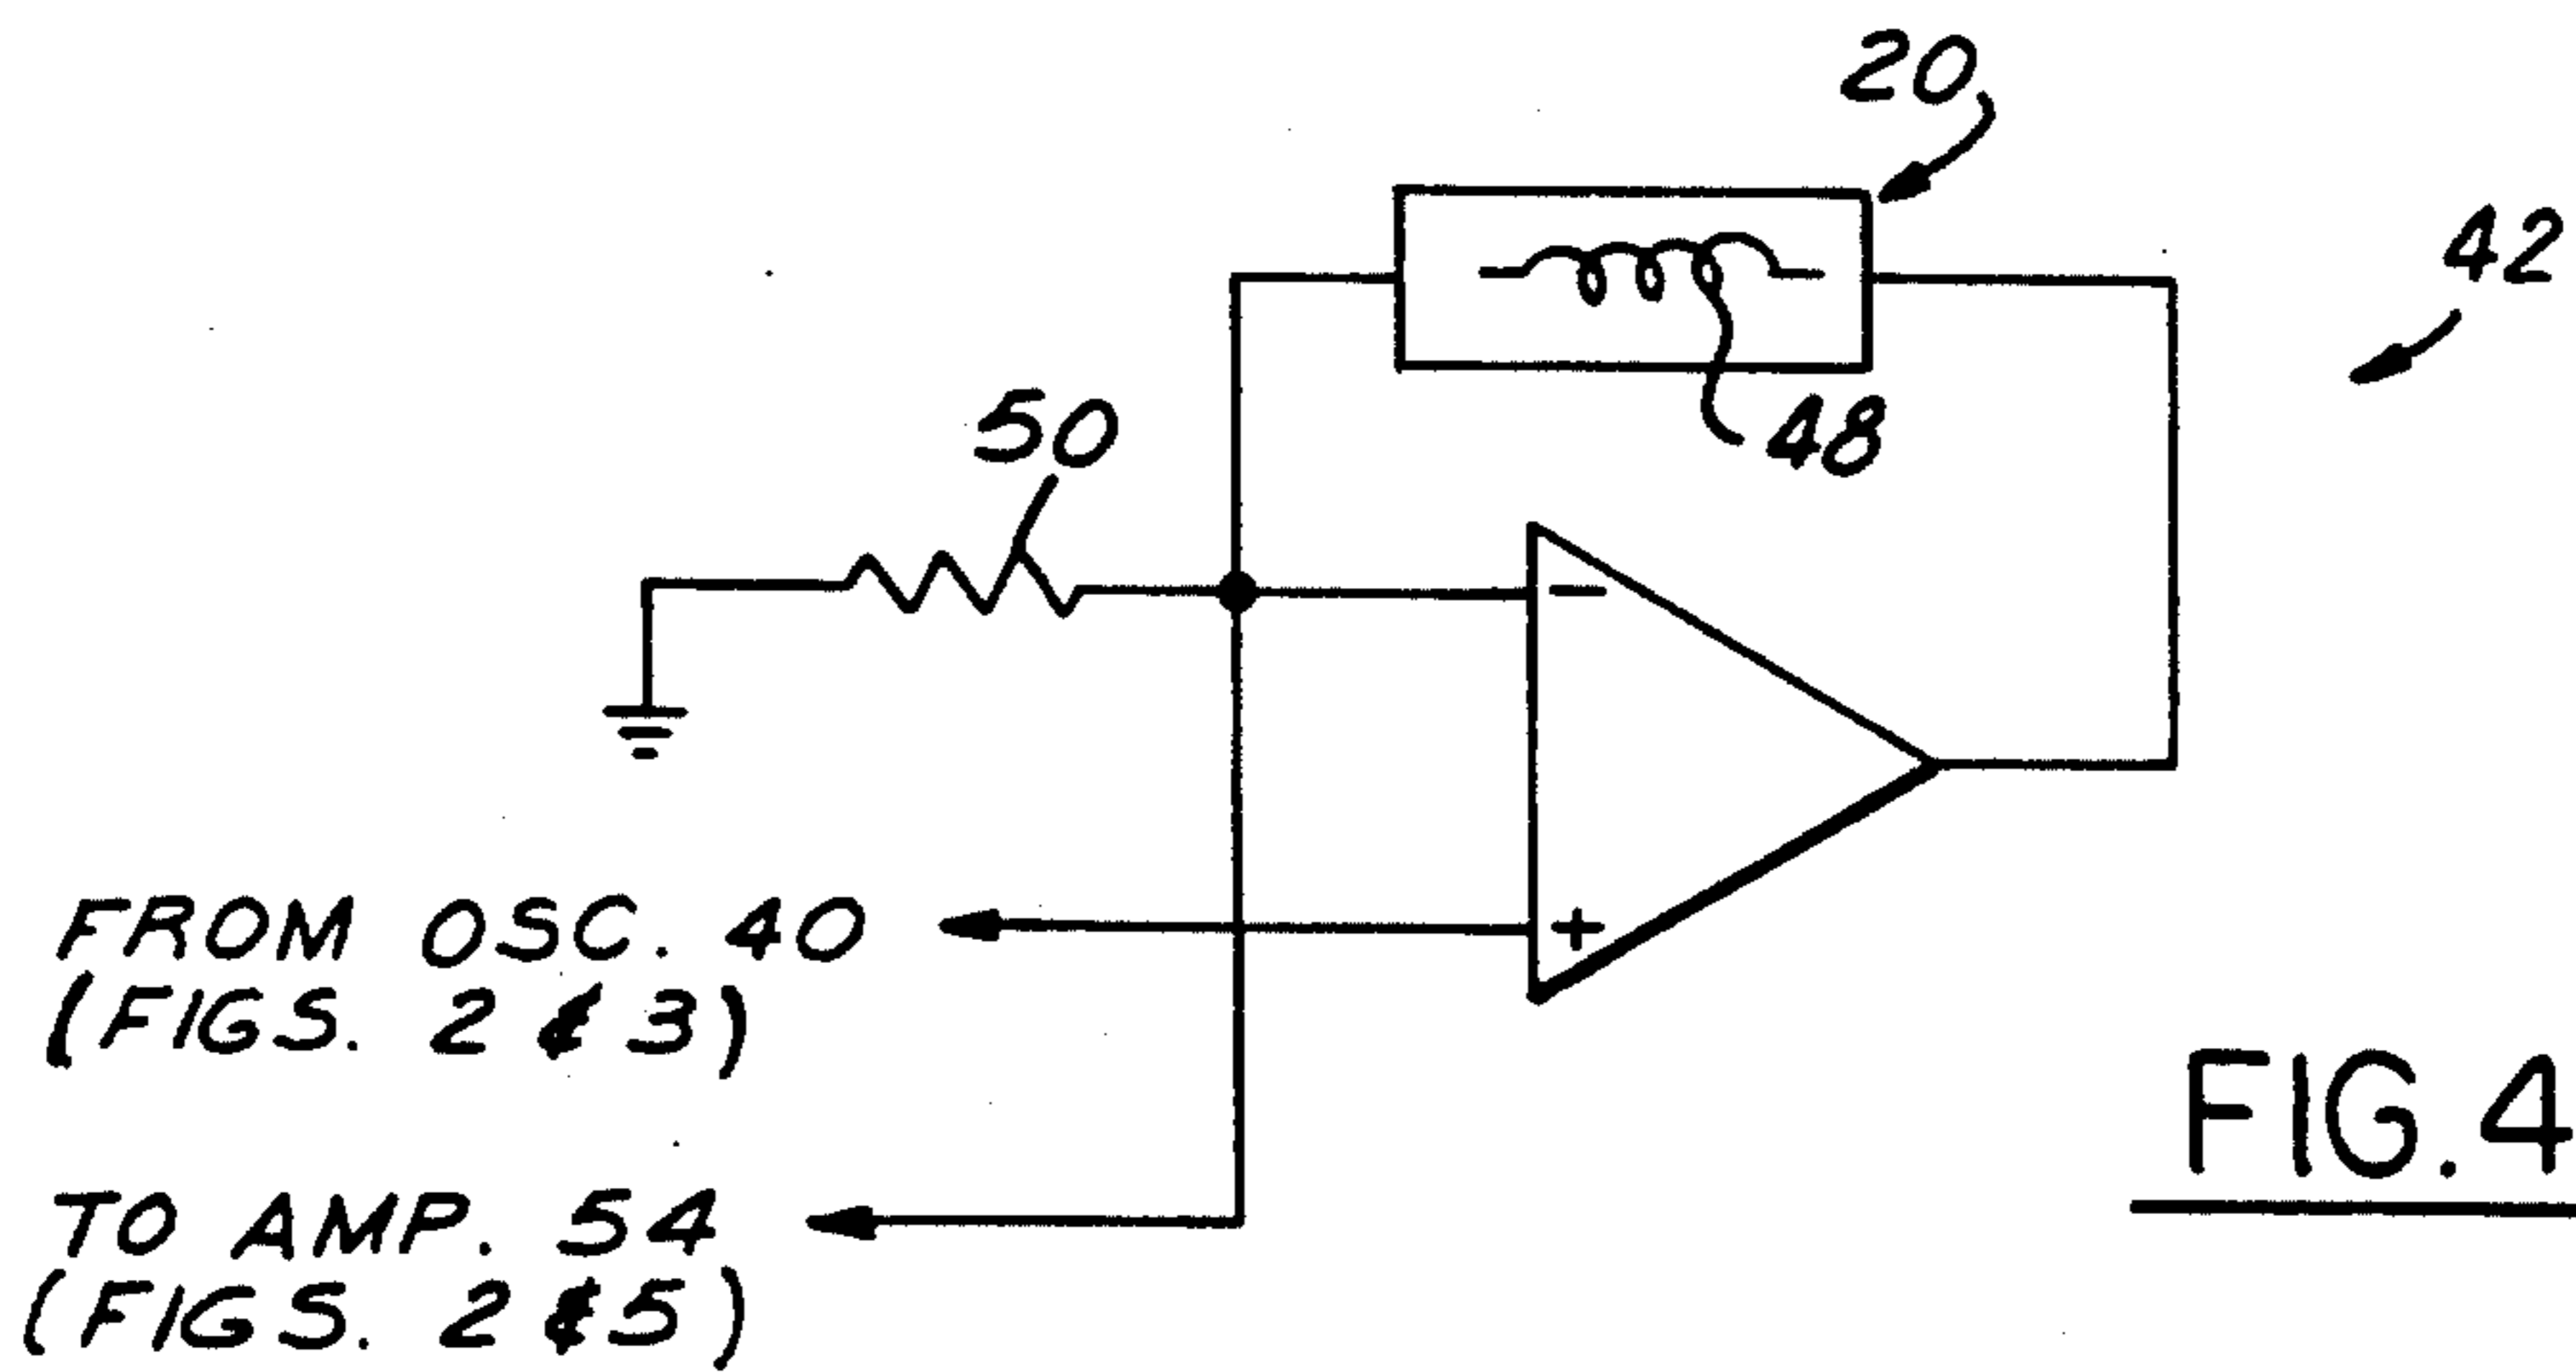 20
42
48
50
−
+
FROM OSC. 40
(FIGS. 2 & 3)
TO AMP. 54
(FIGS. 2 & 5)
FIG. 4